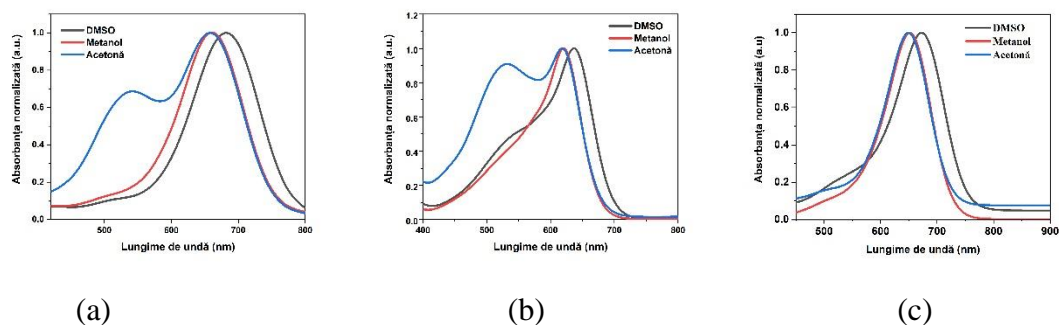 DMSO
Metanol
Acetonă
Absorbanța normalizată (a.u.)
1.0
0.8
0.6
0.4
0.2
0.0
500
600
700
800
Lungime de undă (nm)
(a)
DMSO
Metanol
Acetonă
Absorbanța normalizată (a.u.)
1.0
0.8
0.6
0.4
0.2
0.0
400
500
600
700
800
Lungime de undă (nm)
(b)
DMSO
Metanol
Acetonă
Absorbanța normalizată (a.u)
1.0
0.8
0.6
0.4
0.2
0.0
500
600
700
800
900
Lungime de undă (nm)
(c)